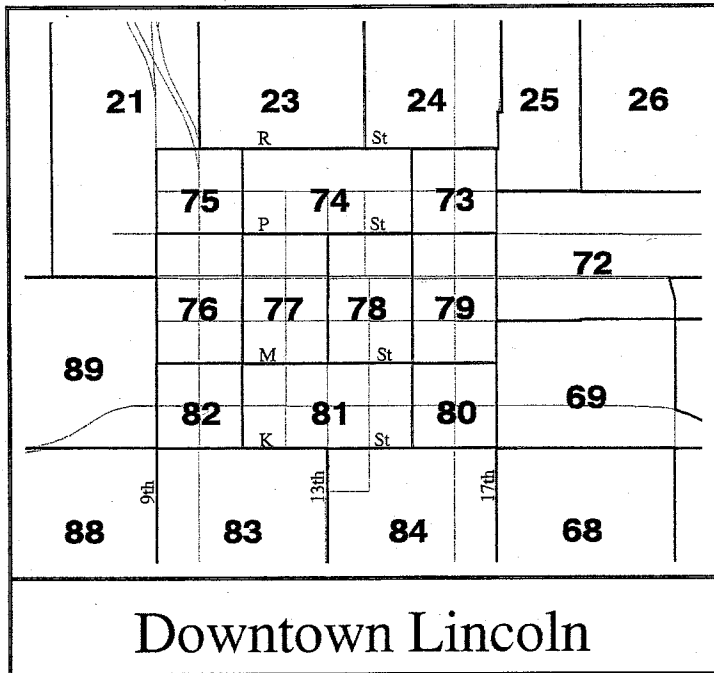 21 23 24 25 26
R St
75 74 73
P St
72
76 77 78 79
M St
89
82 81 80 69
K St
9th 13th 17th
88 83 84 68
Downtown Lincoln